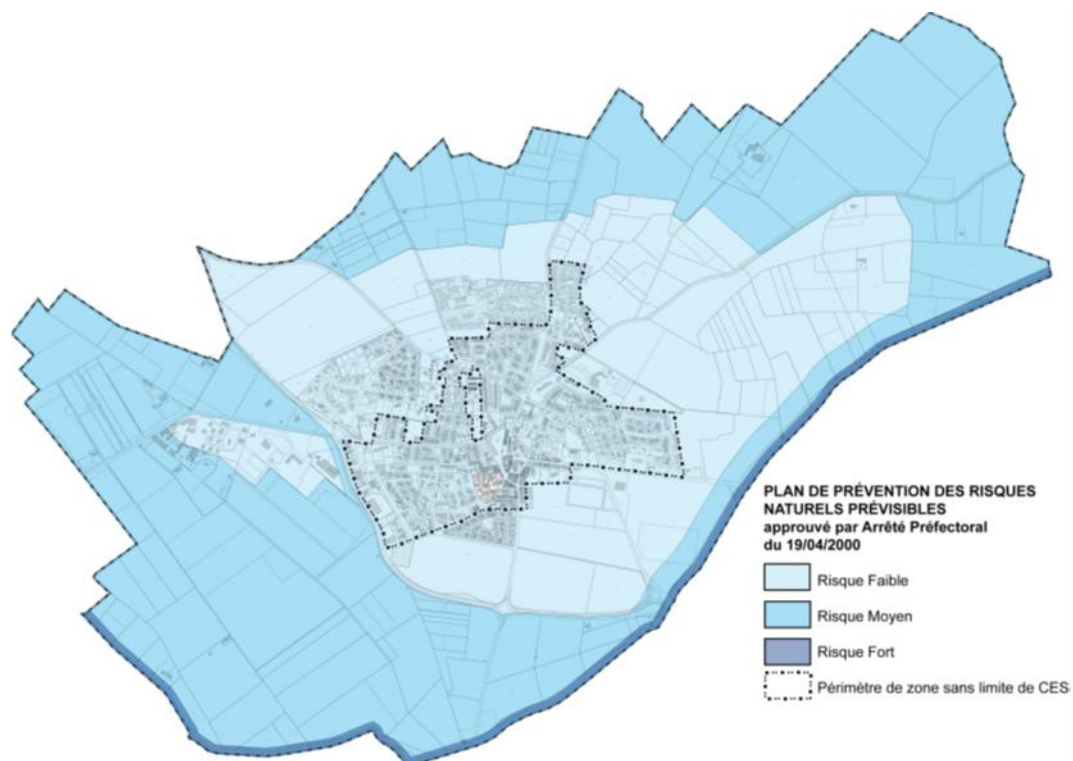 PLAN DE PRÉVENTION DES RISQUES
NATURELS PRÉVISIBLES
approuvé par Arrêté Préfectoral
du 19/04/2000
Risque Faible
Risque Moyen
Risque Fort
Périmètre de zone sans limite de CES